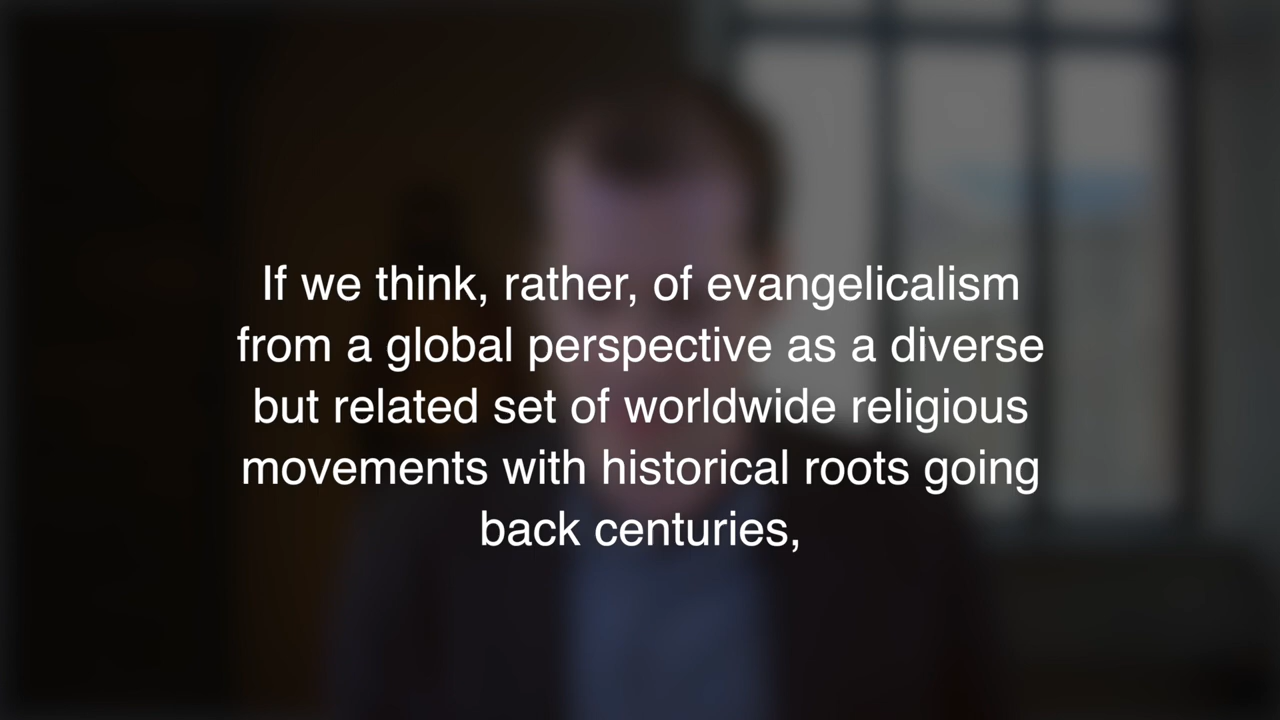 If we think, rather, of evangelicalism
from a global perspective as a diverse
but related set of worldwide religious
movements with historical roots going
back centuries,